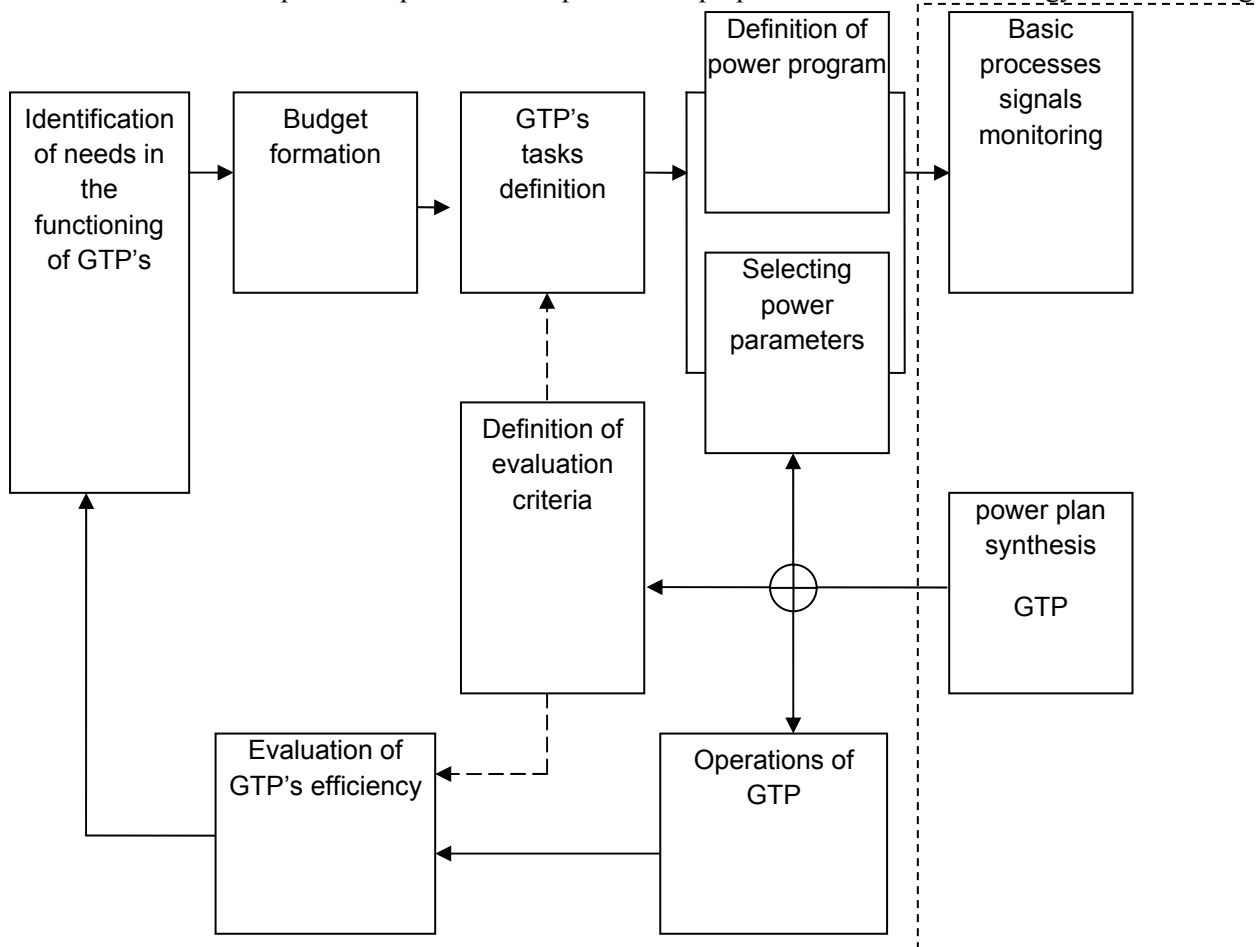 Definition of
power program
Basic
processes
signals
monitoring
Identification
of needs in
the
functioning
of GTP's
Budget
formation
GTP's
tasks
definition
Selecting
power
parameters
Definition of
evaluation
criteria
power plan
synthesis
GTP
Evaluation of
GTP's efficiency
Operations of
GTP